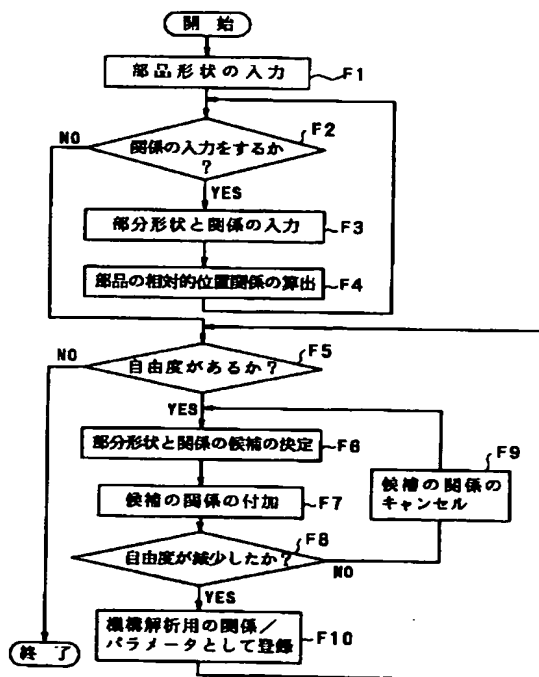 開始
部品形状の入力
F1
NO
関係の入力をするか
?
F2
YES
部分形状と関係の入力
F3
部品の相対的位置関係の算出
F4
NO
自由度があるか?
F5
YES
部分形状と関係の候補の決定
F6
F9
候補の関係の
キャンセル
候補の関係の付加
F7
自由度が減少したか?
F8
NO
YES
機構解析用の関係/
パラメータとして登録
F10
終了